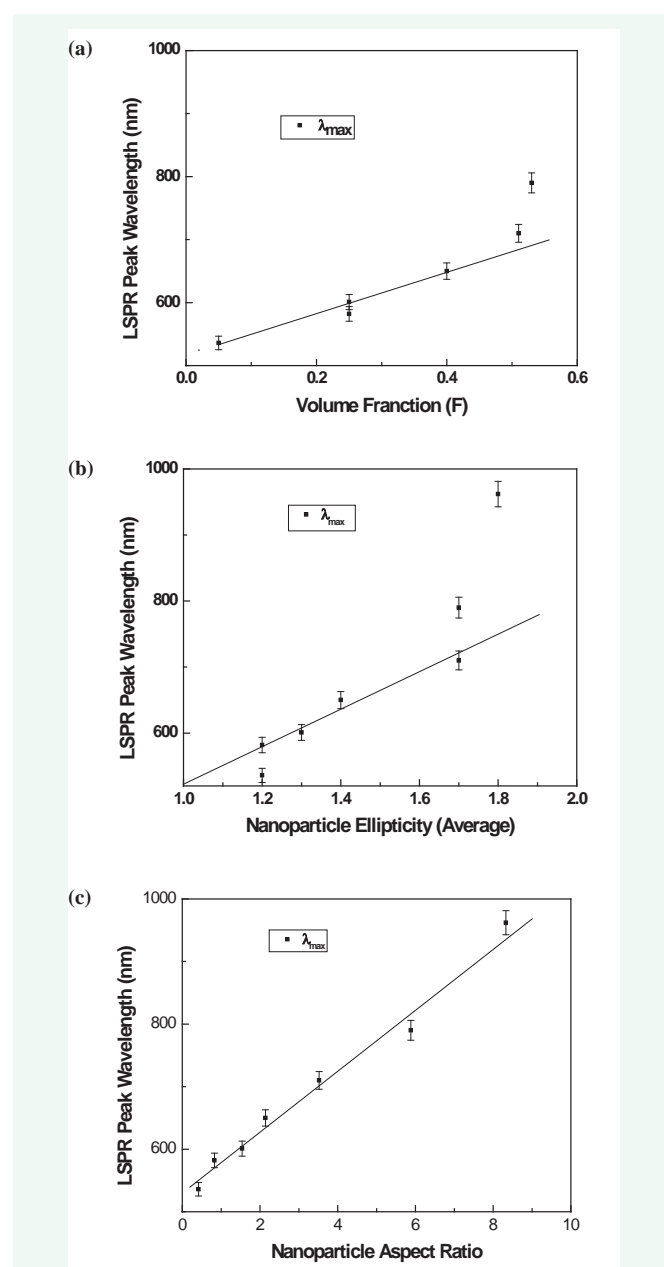 (a)
1000
800
600
λmax
LSPR Peak Wavelength (nm)
0.0 0.2 0.4 0.6
Volume Franction (F)
(b)
1000
800
600
λmax
LSPR Peak Wavelength (nm)
1.0 1.2 1.4 1.6 1.8 2.0
Nanoparticle Ellipticity (Average)
(c)
1000
800
600
λmax
LSPR Peak Wavelength (nm)
0 2 4 6 8 10
Nanoparticle Aspect Ratio